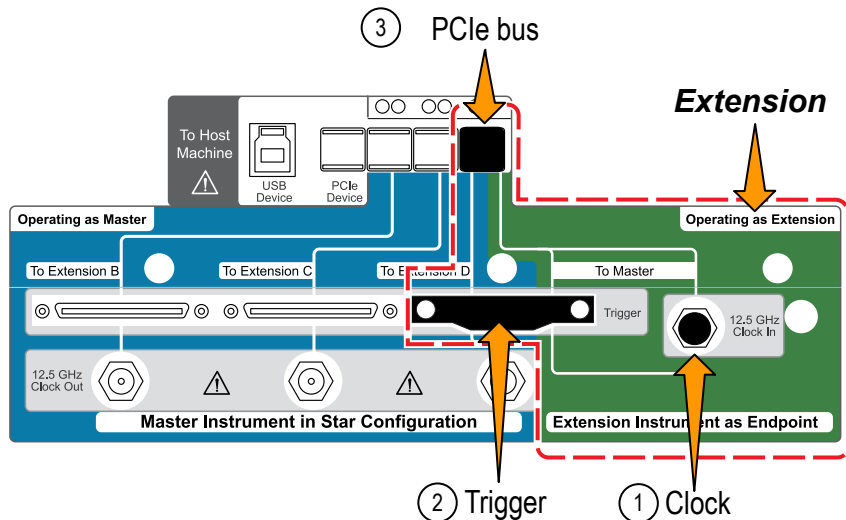 3 PCIe bus
Extension
To Host
Machine
USB
Device
PCIe
Device
Operating as Master
Operating as Extension
To Extension B
To Extension C
To Extension D
To Master
Trigger
12.5 GHz
Clock In
12.5 GHz
Clock Out
Master Instrument in Star Configuration
Extension Instrument as Endpoint
2 Trigger
1 Clock